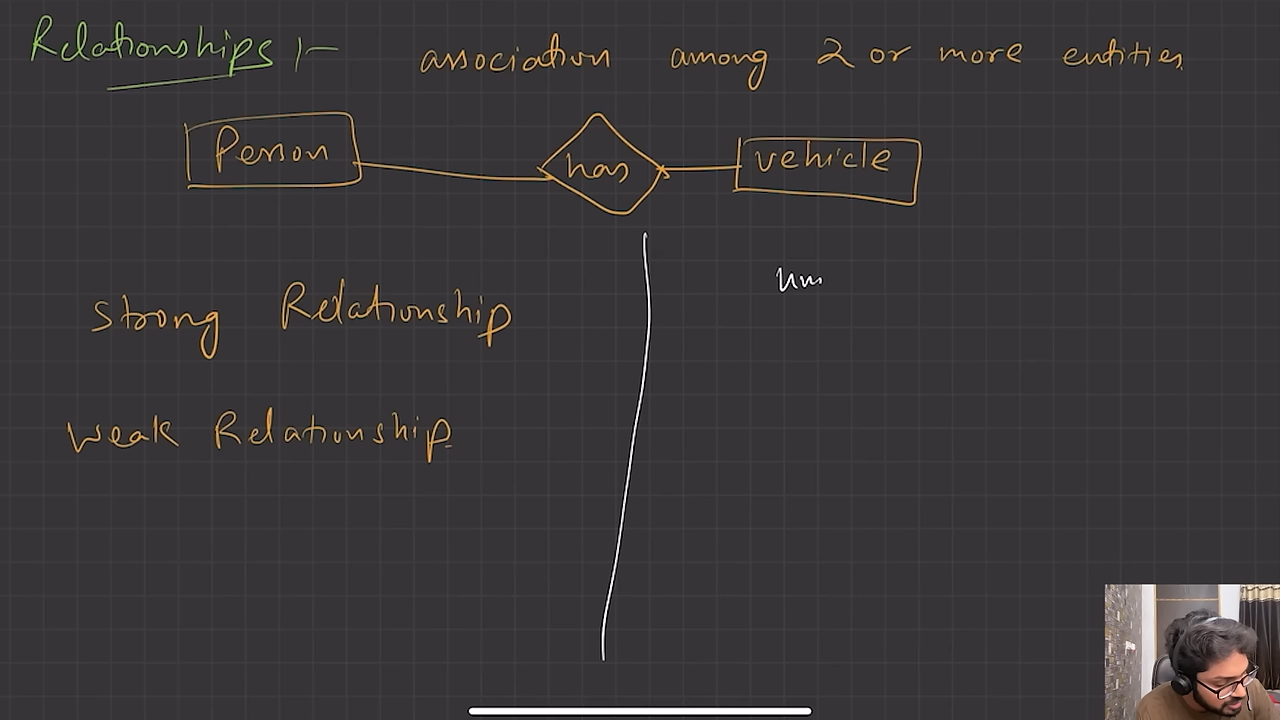 Relationships :- association among 2 or more entities
Person has vehicle
Strong Relationship
Weak Relationship